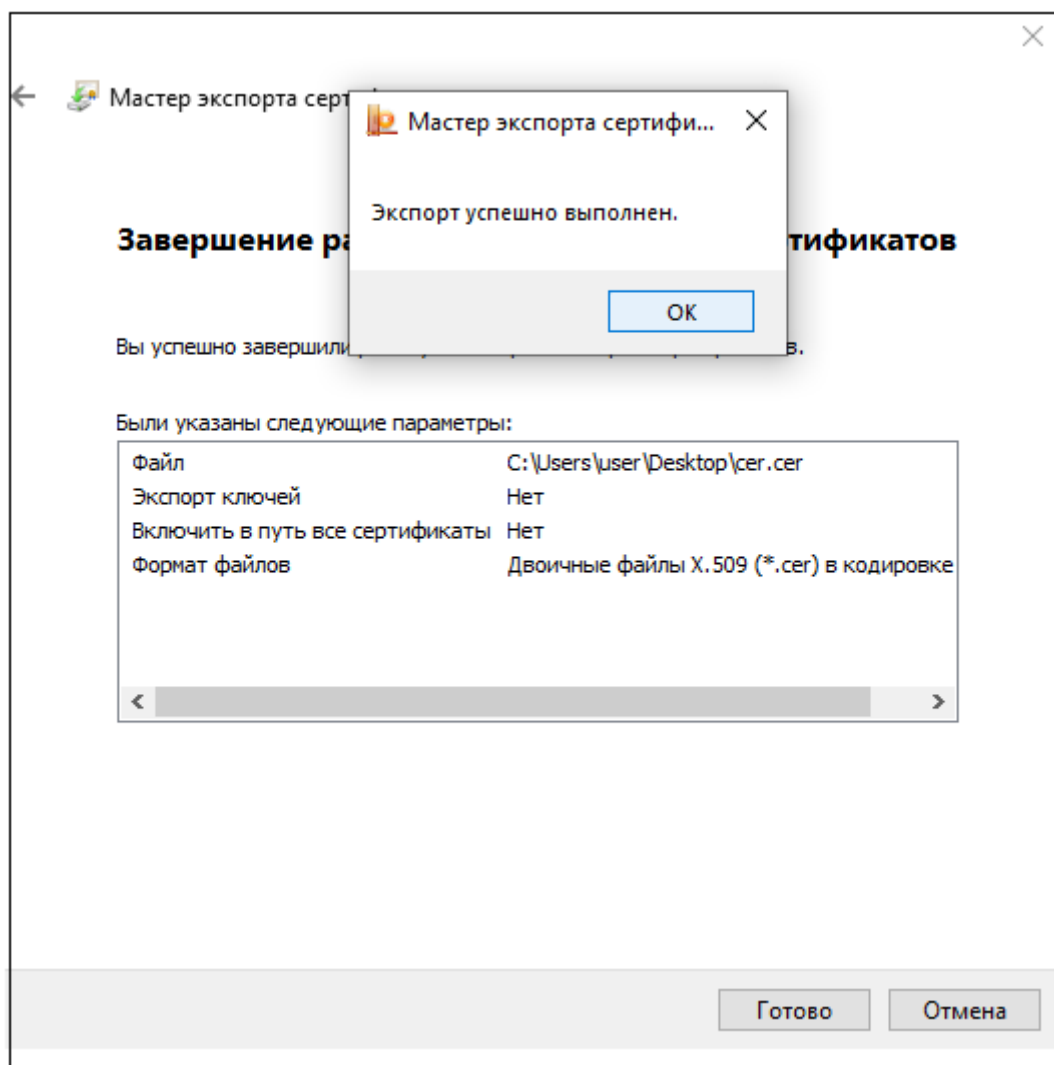 Мастер экспорта серт
Мастер экспорта сертифи...
Экспорт успешно выполнен.
OK
Завершение ра тификатов
Вы успешно завершили в.
Были указаны следующие параметры:
Файл C:\Users\user\Desktop\cer.cer
Экспорт ключей Нет
Включить в путь все сертификаты Нет
Формат файлов Двоичные файлы X.509 (*.cer) в кодировке
Готово Отмена